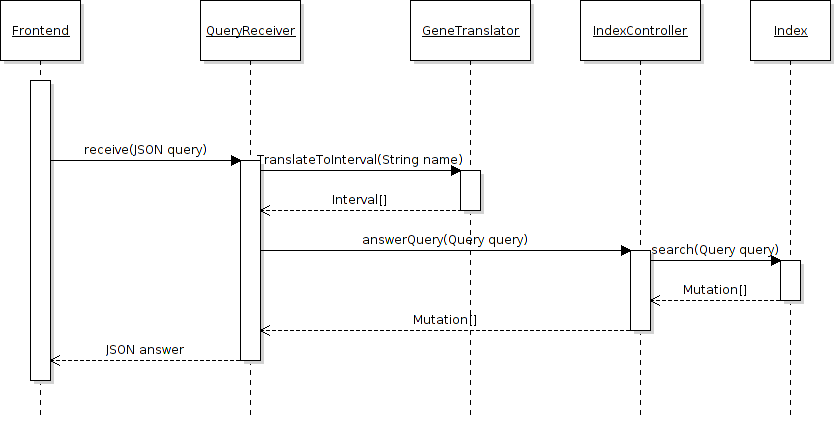 Frontend
QueryReceiver
GeneTranslator
IndexController
Index
receive(JSON query)
TranslateToInterval(String name)
Interval[]
answerQuery(Query query)
search(Query query)
Mutation[]
Mutation[]
JSON answer